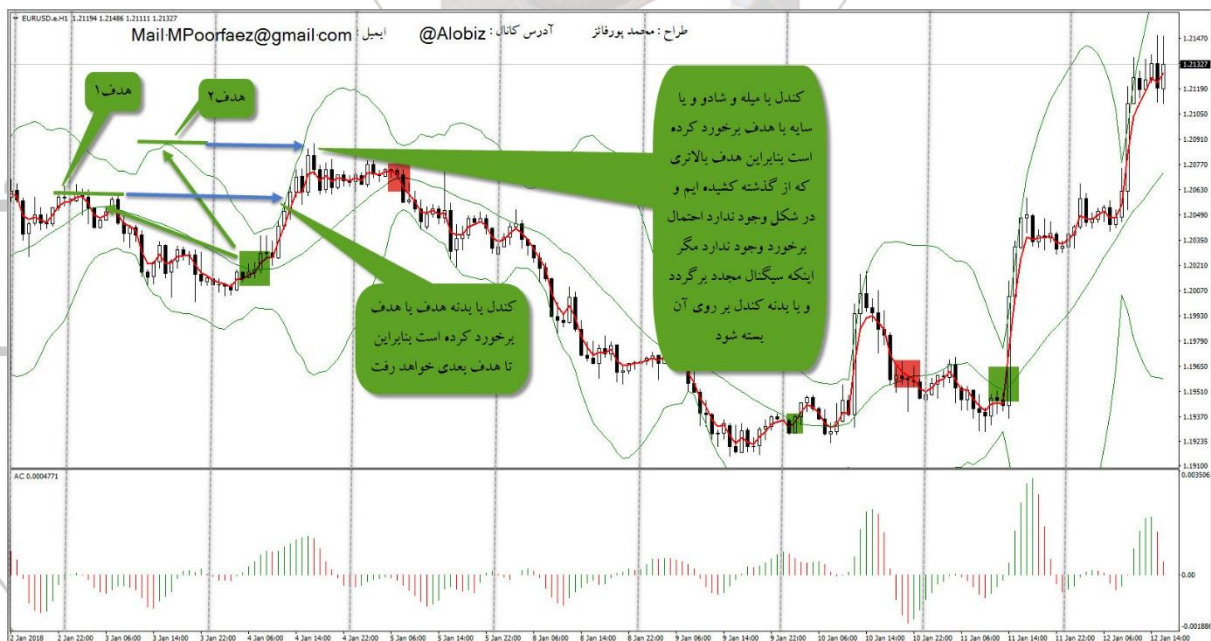 EURUSD.e,H1 1.21194 1.21486 1.21111 1.21327
طراح : محمد پورفائز آدرس کانال : @Alobiz ایمیل : Mail:MPoorfaez@gmail.com
هدف۱
هدف۲
کندل با میله و شادو و یا
سایه با هدف برخورد کرده
است بنابراین هدف بالاتری
که از گذشته کشیده ایم و
در شکل وجود ندارد احتمال
برخورد وجود ندارد مگر
اینکه سیگنال مجدد برگردد
و با بدنه کندل بر روی آن
بسته شود
کندل با بدنه هدف با هدف
برخورد کرده است بنابراین
تا هدف بعدی خواهد رفت
1.21470
1.21327
1.21190
1.21050
1.20910
1.20770
1.20630
1.20490
1.20350
1.20210
1.20070
1.19930
1.19790
1.19650
1.19510
1.19370
1.19235
1.19100
AC 0.0004771
0.003506
0.00
-0.001886
2 Jan 2018 2 Jan 22:00 3 Jan 06:00 3 Jan 14:00 3 Jan 22:00 4 Jan 06:00 4 Jan 14:00 4 Jan 22:00 5 Jan 06:00 5 Jan 14:00 5 Jan 22:00 8 Jan 06:00 8 Jan 14:00 8 Jan 22:00 9 Jan 06:00 9 Jan 14:00 9 Jan 22:00 10 Jan 06:00 10 Jan 14:00 10 Jan 22:00 11 Jan 06:00 11 Jan 14:00 11 Jan 22:00 12 Jan 06:00 12 Jan 14:00